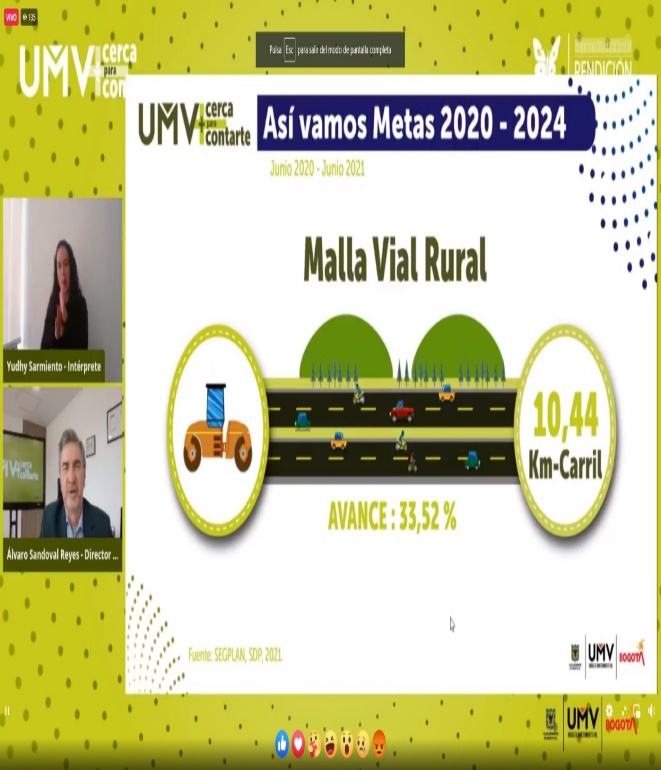 VIVO 135
Pulsa Esc para salir del modo de pantalla completa
UMV+ cerca
para
con
RENDICIÓN
UMV+ cerca
para
contarte
Así vamos Metas 2020 - 2024
Junio 2020 - Junio 2021
Malla Vial Rural
Yudhy Sarmiento - Intérprete
10,44
Km-Carril
AVANCE : 33,52 %
cerca
contarte
Álvaro Sandoval Reyes - Director ...
Fuente: SEGPLAN, SDP, 2021.
UMV
BOGOTÁ
UMV
BOGOTÁ